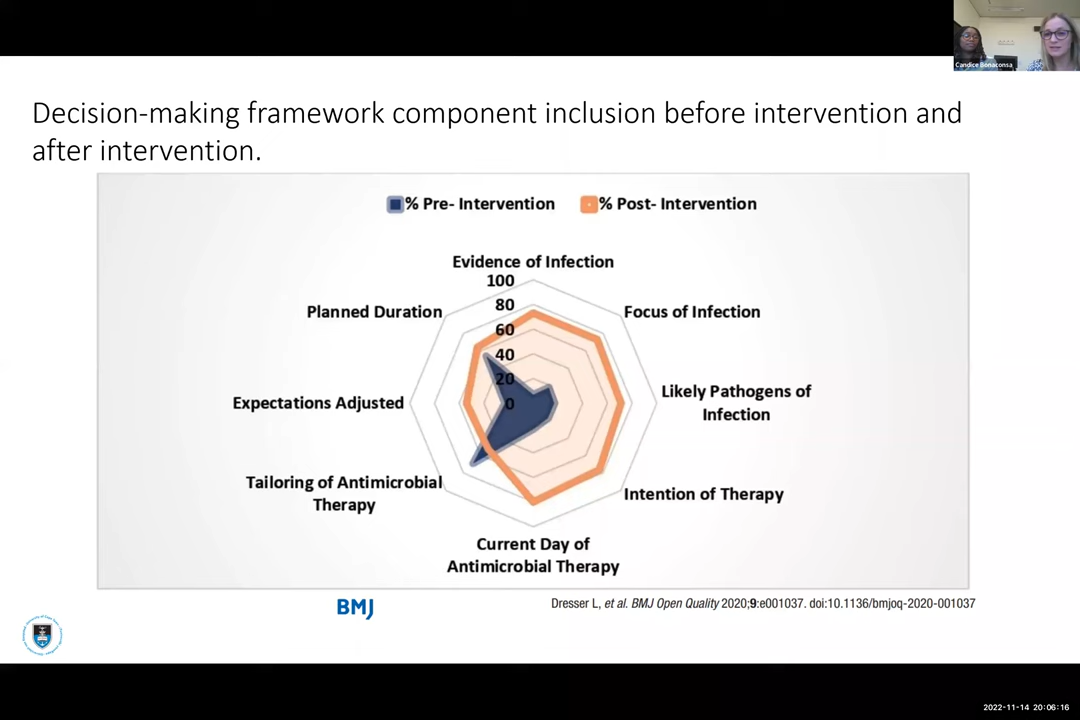 Candice Bonaconsa
Decision-making framework component inclusion before intervention and
after intervention.
% Pre- Intervention
% Post- Intervention
Evidence of Infection
100
80
60
40
20
0
Planned Duration
Focus of Infection
Expectations Adjusted
Likely Pathogens of
Infection
Tailoring of Antimicrobial
Therapy
Intention of Therapy
Current Day of
Antimicrobial Therapy
BMJ
Dresser L, et al. BMJ Open Quality 2020;9:e001037. doi:10.1136/bmjoq-2020-001037
2022-11-14 20:06:16